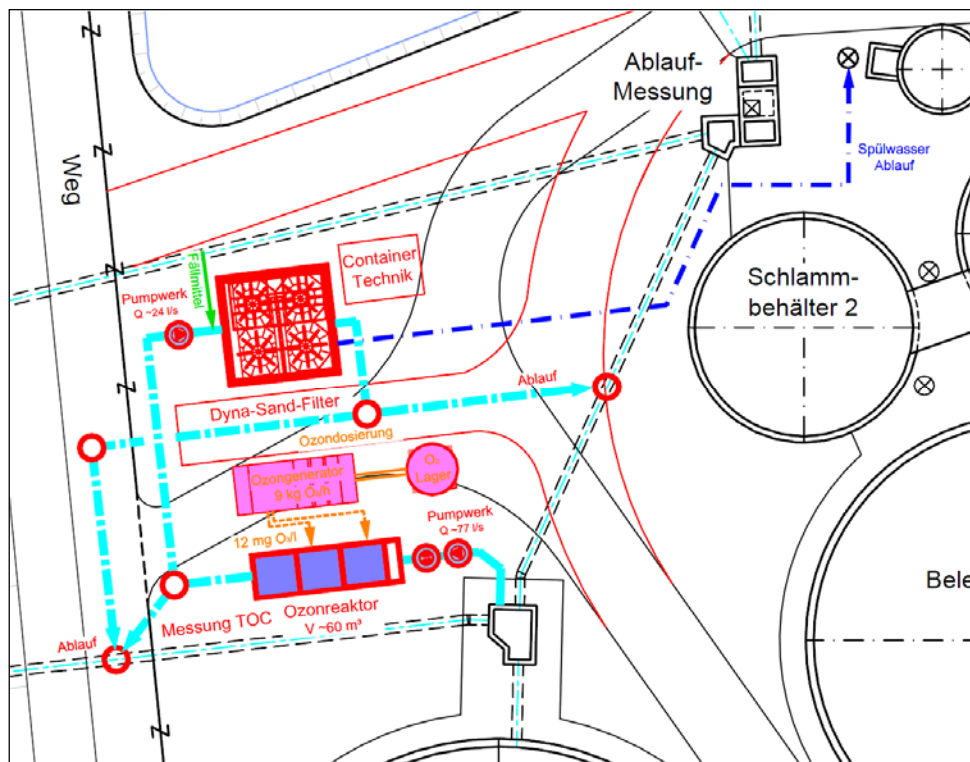 Ablauf-
Messung
Weg
Spülwasser
Ablauf
Container
Technik
Fällmittel
Pumpwerk
Q ~24 l/s
Schlamm-
behälter 2
Ablauf
Dyna-Sand-Filter
Ozondosierung
Ozongenerator
9 kg O₃/h
O₂
Lager
Pumpwerk
Q ~77 l/s
12 mg O₃/l
Bele
Messung TOC
Ozonreaktor
V ~60 m³
Ablauf